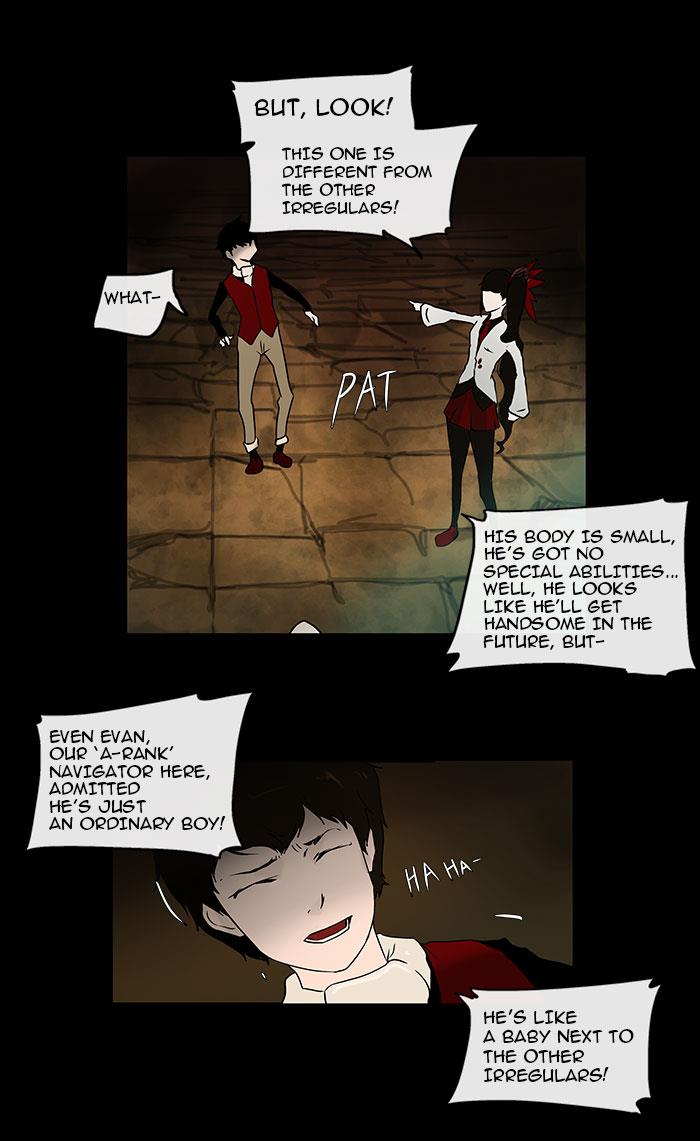 BUT, LOOK!
THIS ONE IS
DIFFERENT FROM
THE OTHER
IRREGULARS!
WHAT-
PAT
HIS BODY IS SMALL,
HE'S GOT NO
SPECIAL ABILITIES...
WELL, HE LOOKS
LIKE HE'LL GET
HANDSOME IN THE
FUTURE, BUT-
EVEN EVAN,
OUR 'A-RANK'
NAVIGATOR HERE,
ADMITTED
HE'S JUST
AN ORDINARY BOY!
HA HA-
HE'S LIKE
A BABY NEXT TO
THE OTHER
IRREGULARS!